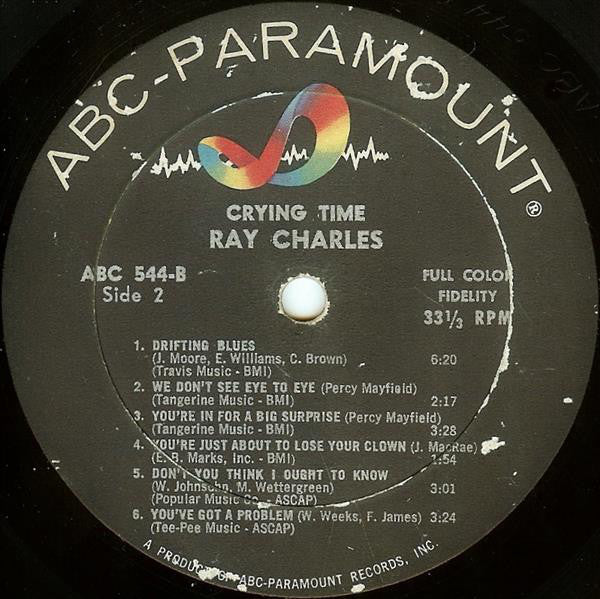 ABC-PARAMOUNT®
CRYING TIME
RAY CHARLES
ABC 544-B
Side 2
FULL COLOR
FIDELITY
33⅓ RPM
1. DRIFTING BLUES
(J. Moore, E. Williams, C. Brown) 6:20
(Travis Music - BMI)
2. WE DON'T SEE EYE TO EYE (Percy Mayfield)
(Tangerine Music - BMI) 2:17
3. YOU'RE IN FOR A BIG SURPRISE (Percy Mayfield)
(Tangerine Music - BMI) 3:28
4. YOU'RE JUST ABOUT TO LOSE YOUR CLOWN (J. MacRae)
(E. B. Marks, Inc. - BMI) 1:54
5. DON'T YOU THINK I OUGHT TO KNOW
(W. Johnson, M. Wettergreen) 3:01
(Popular Music Co. - ASCAP)
6. YOU'VE GOT A PROBLEM (W. Weeks, F. James) 3:24
(Tee-Pee Music - ASCAP)
A PRODUCT OF ABC-PARAMOUNT RECORDS, INC.